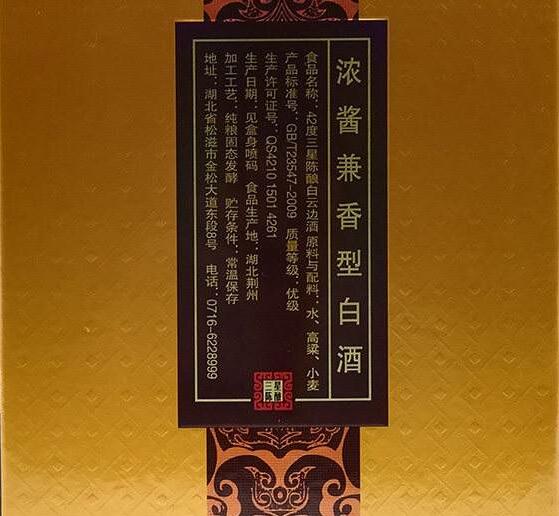 浓酱兼香型白酒
食品名称：42度三星陈酿白云边酒 原料与配料：水、高粱、小麦
产品标准号：GB/T23547-2009 质量等级：优级
生产许可证号：QS4210 1501 4261
生产日期：见盒身喷码 食品生产地：湖北荆州
加工工艺：纯粮固态发酵 贮存条件：常温保存
地址：湖北省松滋市金松大道东段8号 电话：0716-6228999
三星陈酿